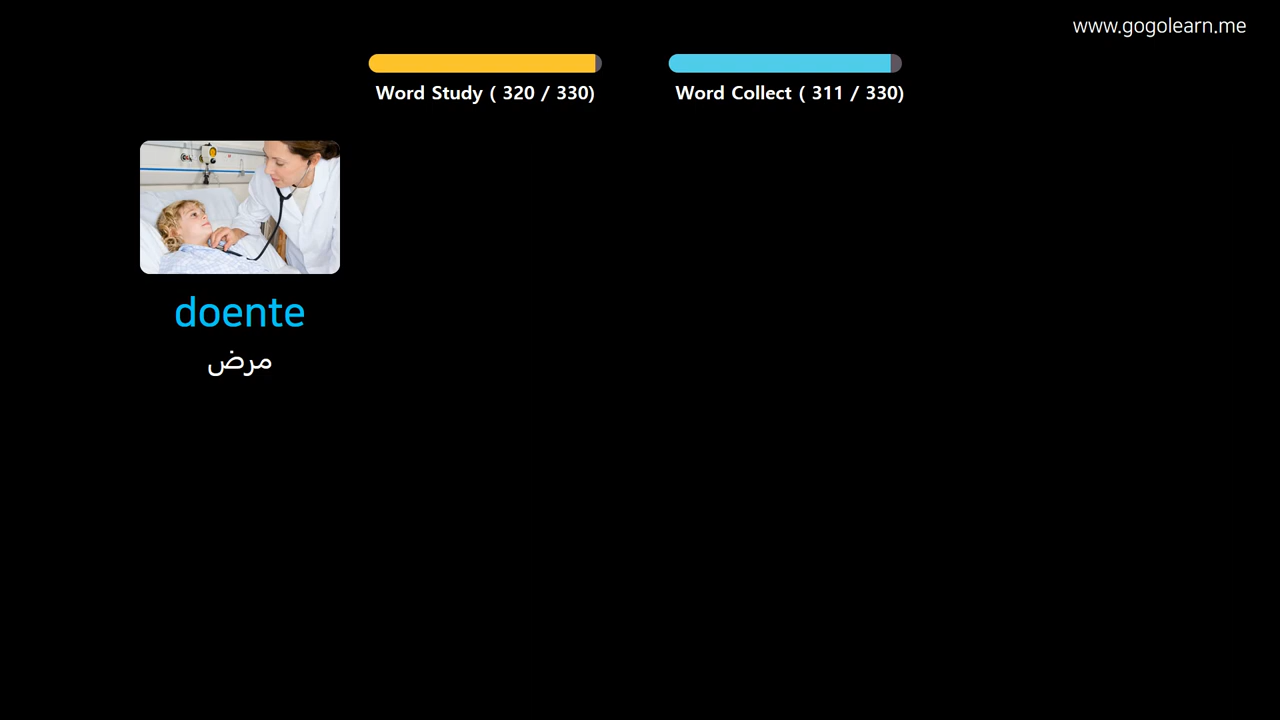 www.gogolearn.me
Word Study ( 320 / 330)
Word Collect ( 311 / 330)
doente
مرض